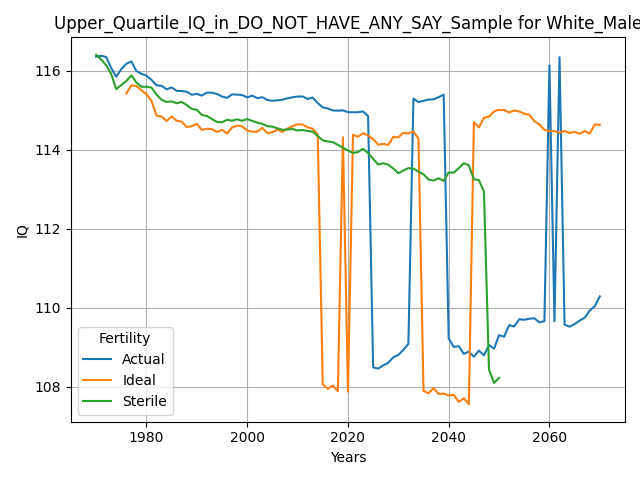 Upper_Quartile_IQ_in_DO_NOT_HAVE_ANY_SAY_Sample for White_Male
116
114
112
110
108
IQ
Fertility
Actual
Ideal
Sterile
1980 2000 2020 2040 2060
Years